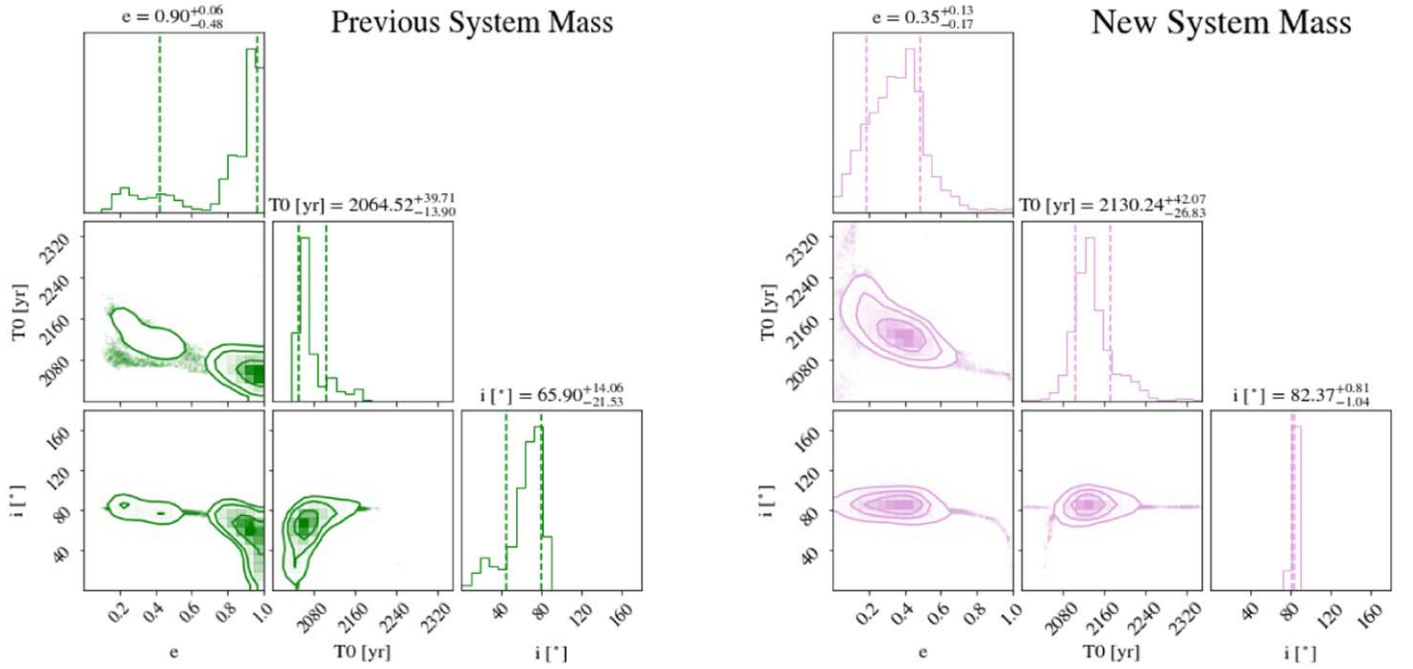 Previous System Mass
e = 0.90+0.06−0.48
T0 [yr] = 2064.52+39.71−13.90
i [°] = 65.90+14.06−21.53
T0 [yr]
2320
2240
2160
2080
i [°]
160
120
80
40
0.2 0.4 0.6 0.8 1.0
e
2080 2160 2240 2320
T0 [yr]
40 80 120 160
i [°]
New System Mass
e = 0.35+0.13−0.17
T0 [yr] = 2130.24+42.07−26.83
i [°] = 82.37+0.81−1.04
T0 [yr]
2320
2240
2160
2080
i [°]
160
120
80
40
0.2 0.4 0.6 0.8 1.0
e
2080 2160 2240 2320
T0 [yr]
40 80 120 160
i [°]